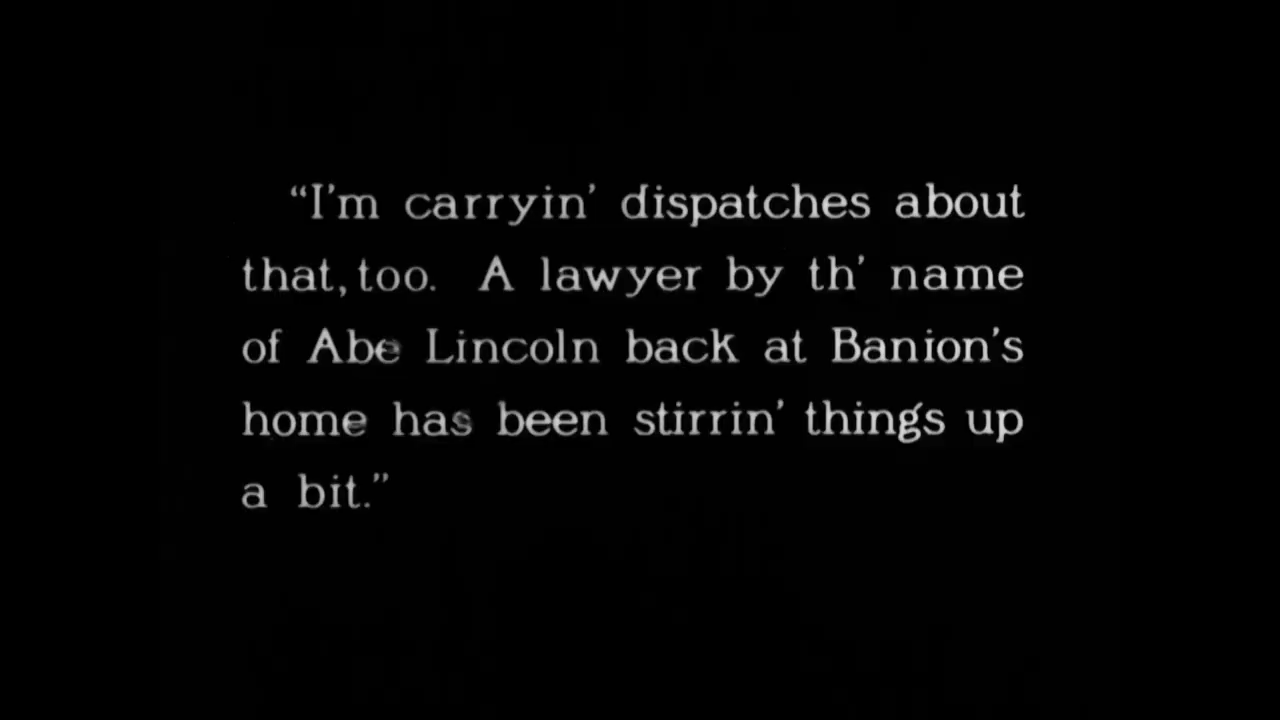 “I’m carryin’ dispatches about
that, too. A lawyer by th’ name
of Abe Lincoln back at Banion’s
home has been stirrin’ things up
a bit.”